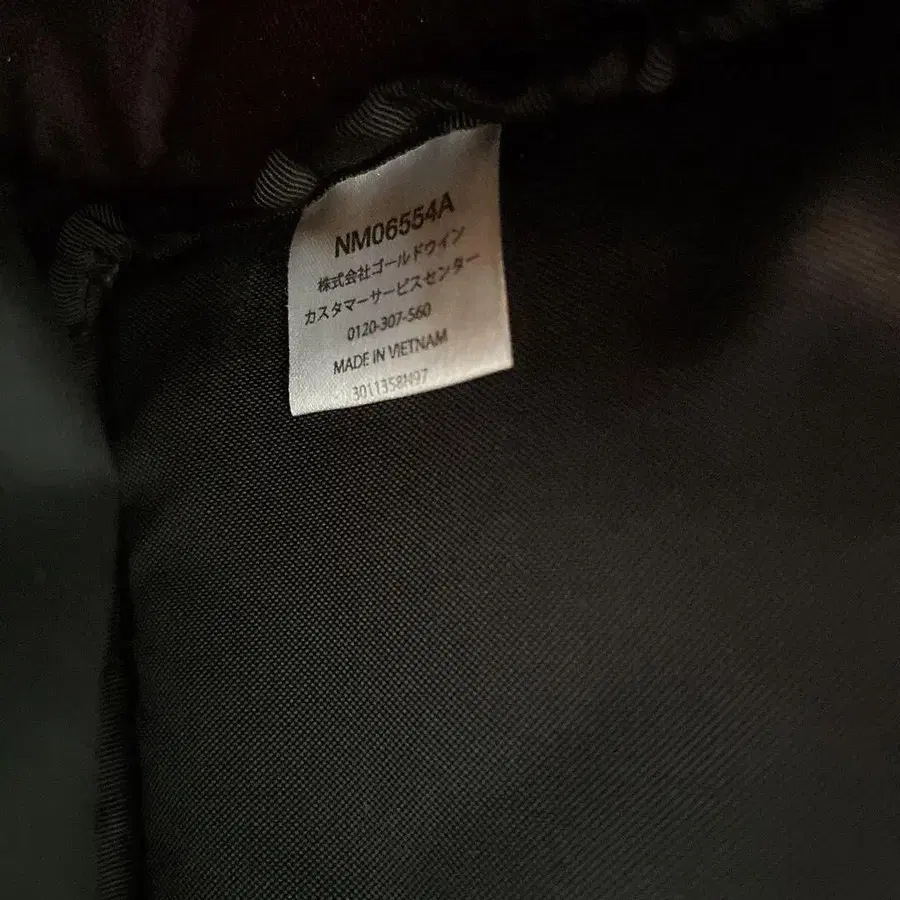 NM06554A
株式会社ゴールドウイン
カスタマーサービスセンター
0120-307-560
MADE IN VIETNAM
3011358N97